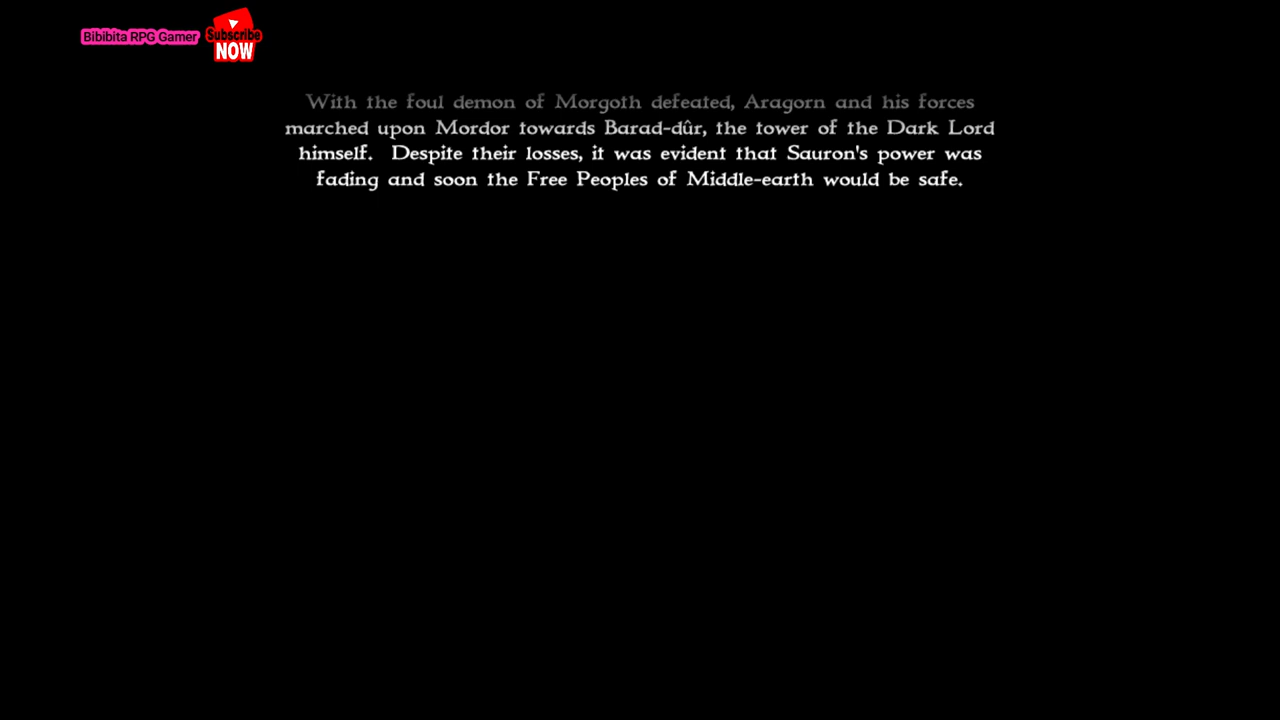 Bibibita RPG Gamer
Subscribe
NOW
With the foul demon of Morgoth defeated, Aragorn and his forces
marched upon Mordor towards Barad-dûr, the tower of the Dark Lord
himself. Despite their losses, it was evident that Sauron's power was
fading and soon the Free Peoples of Middle-earth would be safe.